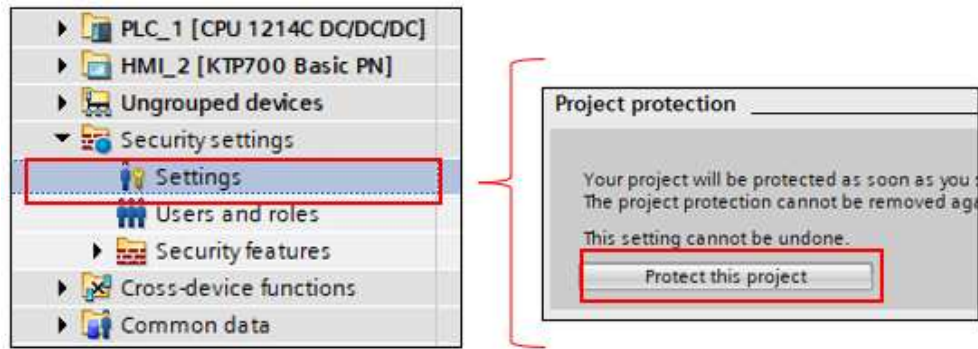 PLC_1 [CPU 1214C DC/DC/DC]
HMI_2 [KTP700 Basic PN]
Ungrouped devices
Security settings
Settings
Users and roles
Security features
Cross-device functions
Common data
Project protection
Your project will be protected as soon as you
The project protection cannot be removed
This setting cannot be undone.
Protect this project